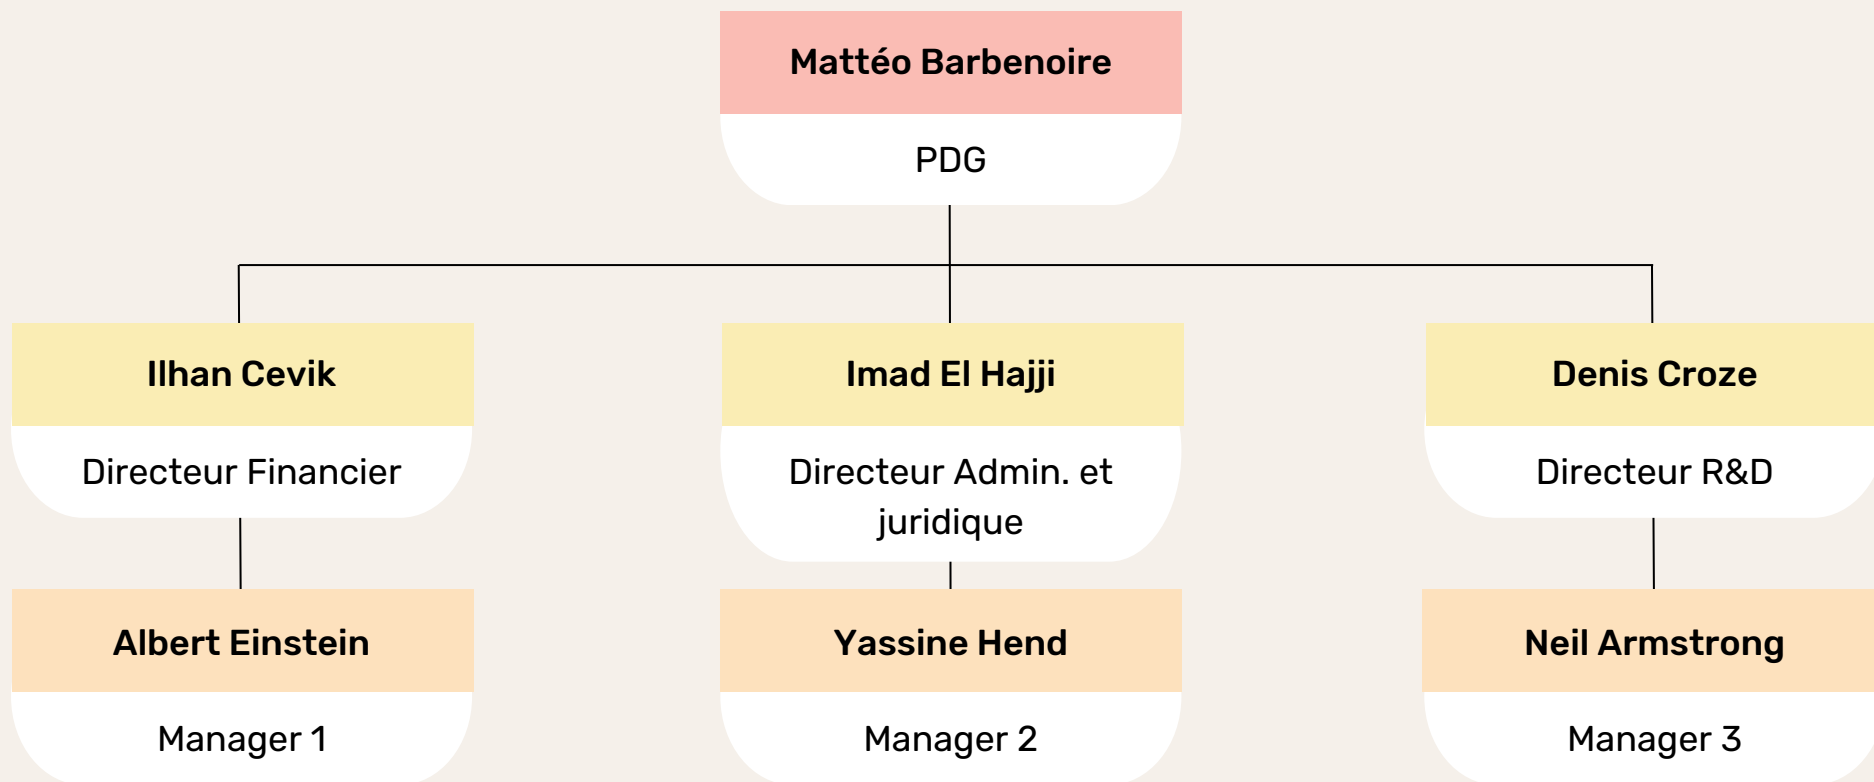 Mattéo Barbenoire
PDG
Ilhan Cevik
Directeur Financier
Imad El Hajji
Directeur Admin. et
juridique
Denis Croze
Directeur R&D
Albert Einstein
Manager 1
Yassine Hend
Manager 2
Neil Armstrong
Manager 3